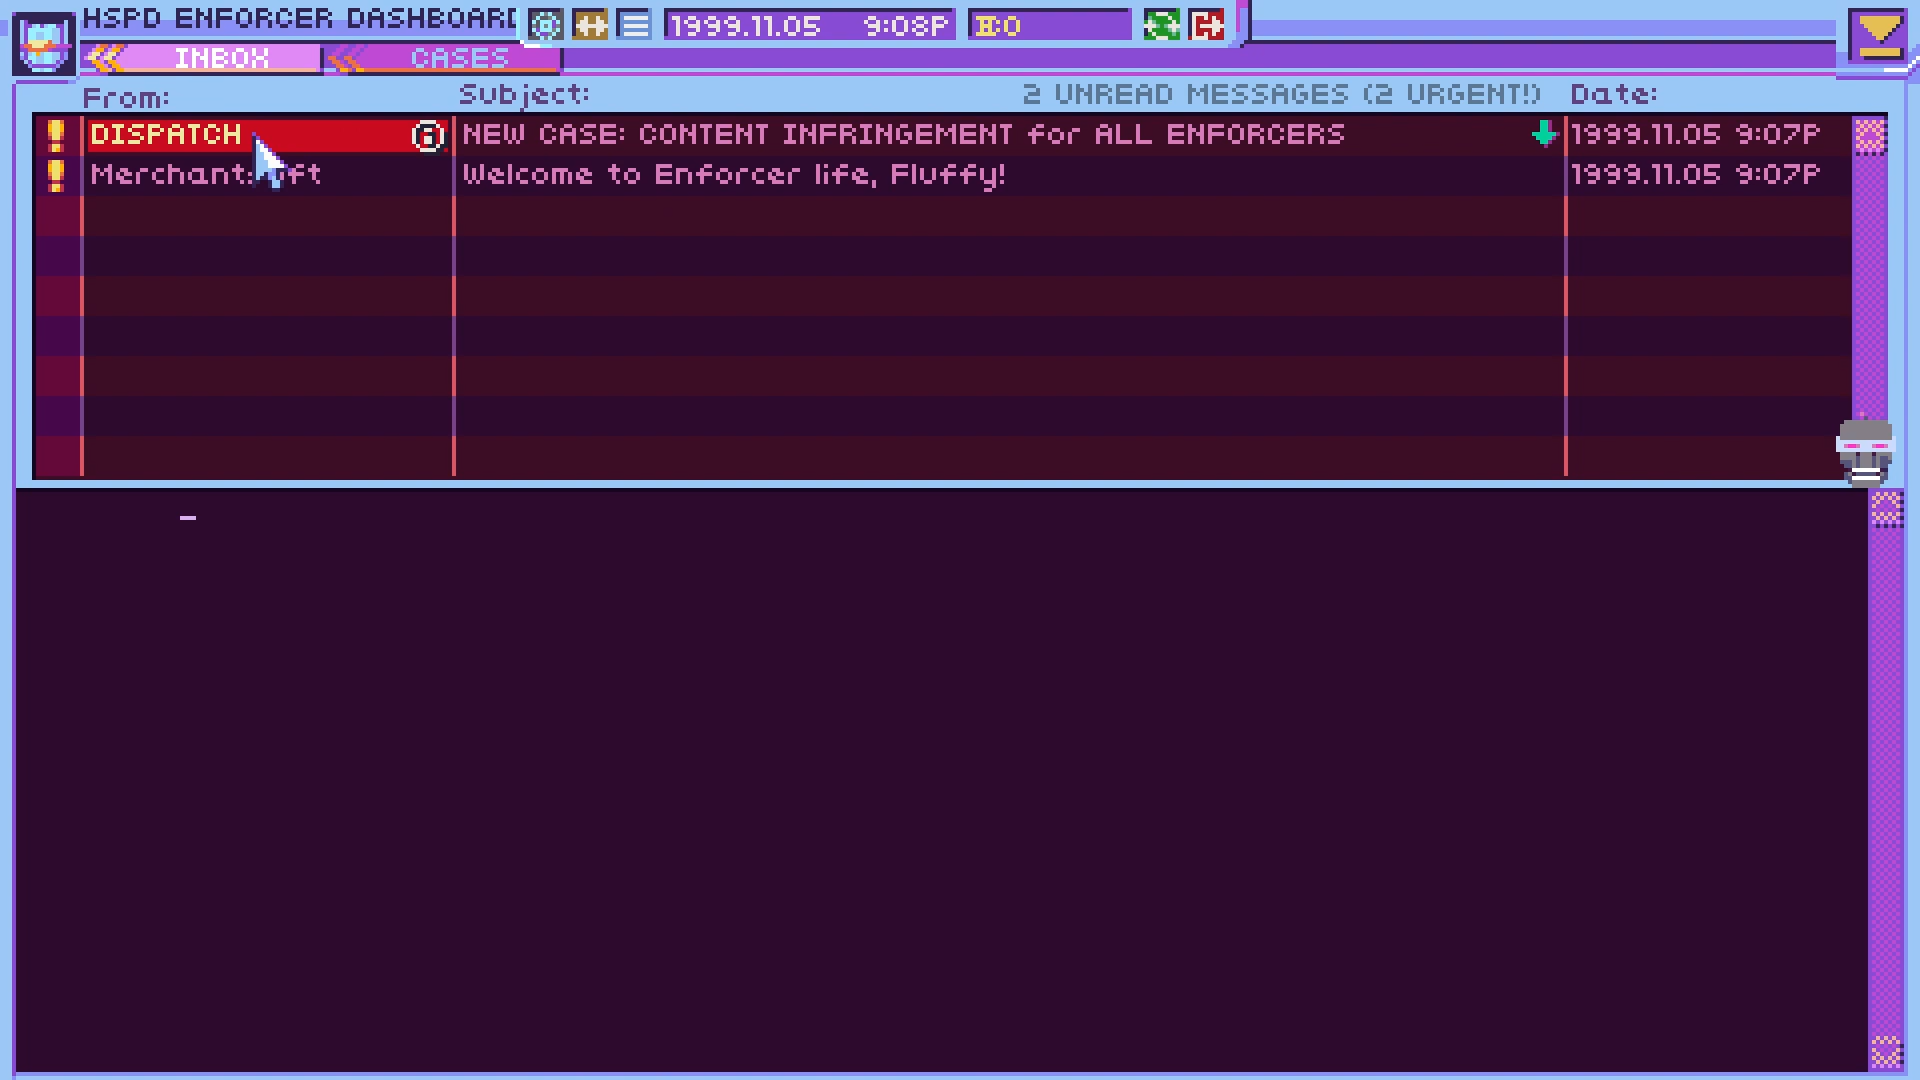 HSPD ENFORCER DASHBOARD
1999.11.05 9:08P
0
INBOX
CASES
From:
Subject:
2 UNREAD MESSAGES (2 URGENT!)
Date:
DISPATCH
@
NEW CASE: CONTENT INFRINGEMENT for ALL ENFORCERS
1999.11.05 9:07P
Welcome to Enforcer life, Fluffy!
1999.11.05 9:07P